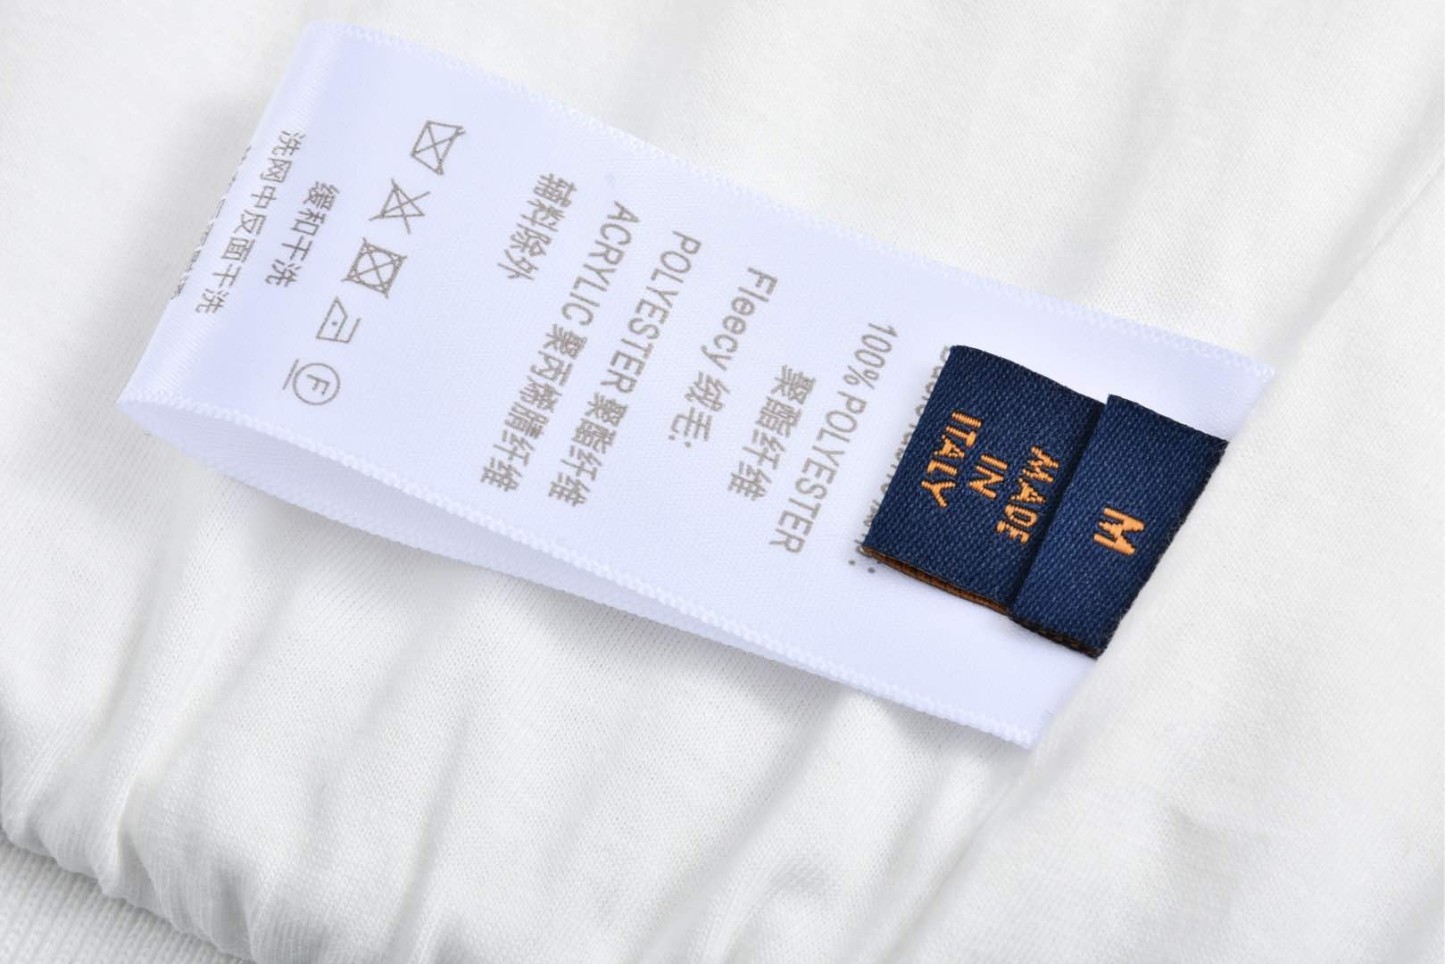 M
MADE
IN
ITALY
100% POLYESTER
聚酯纤维
Fleecy 绒毛:
POLYESTER 聚酯纤维
ACRYLIC 聚丙烯腈纤维
辅料除外
F
缓和干洗
洗网中反面干洗